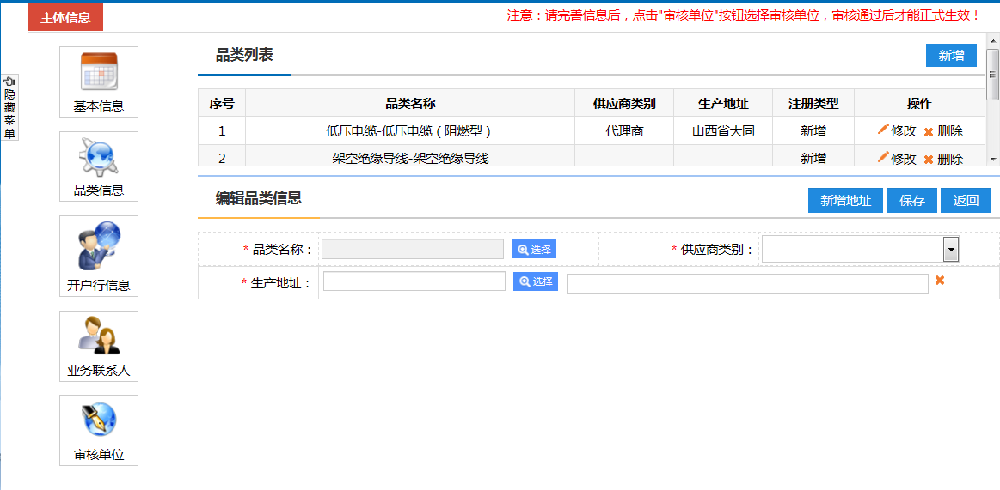 主体信息
注意：请完善信息后，点击"审核单位"按钮选择审核单位，审核通过后才能正式生效！
隐藏菜单
基本信息
品类信息
开户行信息
业务联系人
审核单位
品类列表 新增
序号 品类名称 供应商类别 生产地址 注册类型 操作
1 低压电缆-低压电缆（阻燃型） 代理商 山西省大同 新增 修改 删除
2 架空绝缘导线-架空绝缘导线 新增 修改 删除
编辑品类信息 新增地址 保存 返回
* 品类名称： 选择 * 供应商类别：
* 生产地址： 选择